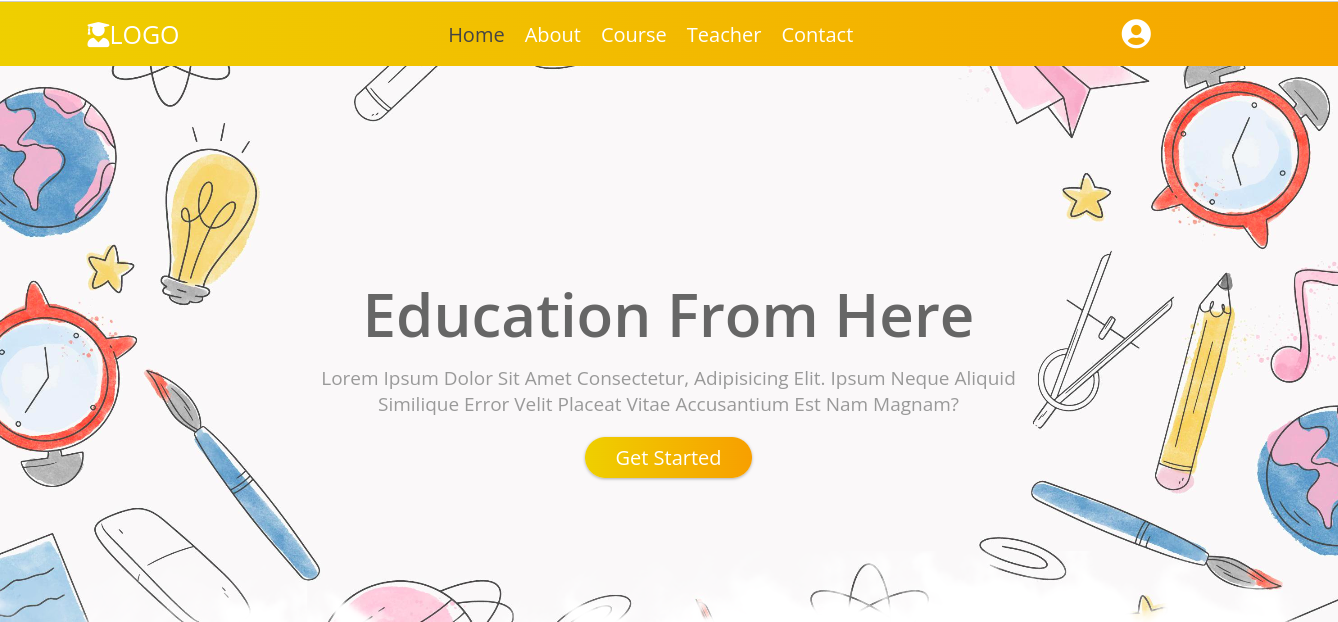 LOGO
Home About Course Teacher Contact
Education From Here
Lorem Ipsum Dolor Sit Amet Consectetur, Adipisicing Elit. Ipsum Neque Aliquid
Similique Error Velit Placeat Vitae Accusantium Est Nam Magnam?
Get Started